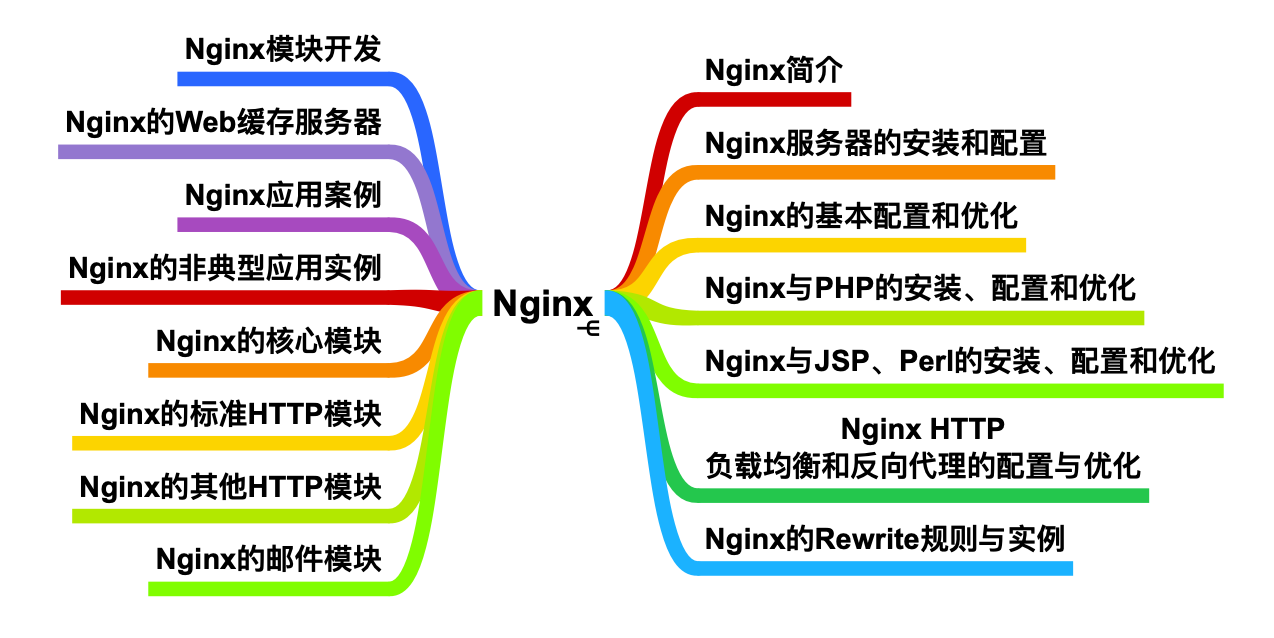 Nginx模块开发
Nginx的Web缓存服务器
Nginx应用案例
Nginx的非典型应用实例
Nginx的核心模块
Nginx的标准HTTP模块
Nginx的其他HTTP模块
Nginx的邮件模块
Nginx
Nginx简介
Nginx服务器的安装和配置
Nginx的基本配置和优化
Nginx与PHP的安装、配置和优化
Nginx与JSP、Perl的安装、配置和优化
Nginx HTTP
负载均衡和反向代理的配置与优化
Nginx的Rewrite规则与实例